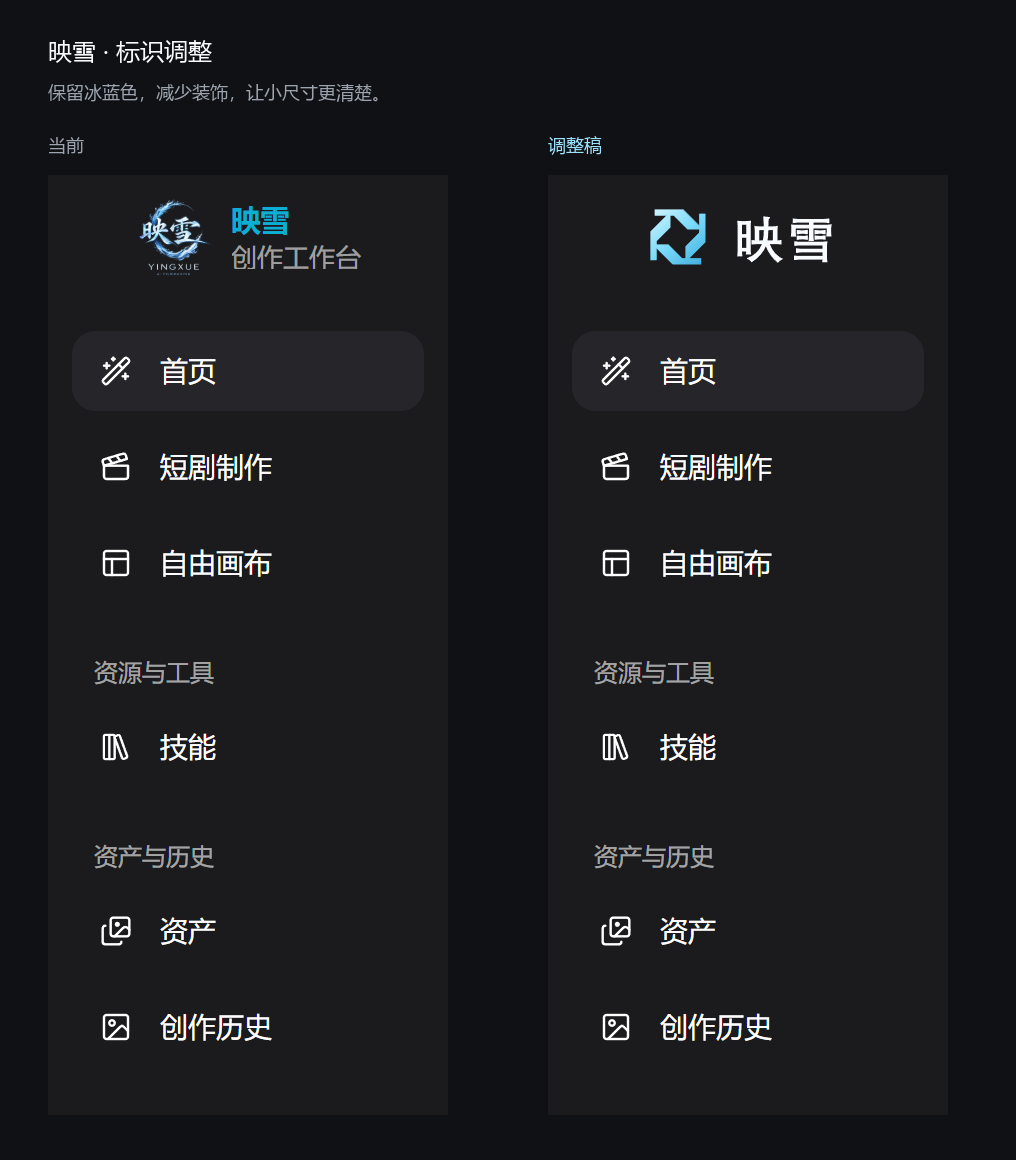 映雪 · 标识调整
保留冰蓝色，减少装饰，让小尺寸更清楚。
当前
映雪
YINGXUE
映雪
创作工作台
首页
短剧制作
自由画布
资源与工具
技能
资产与历史
资产
创作历史
调整稿
映雪
首页
短剧制作
自由画布
资源与工具
技能
资产与历史
资产
创作历史